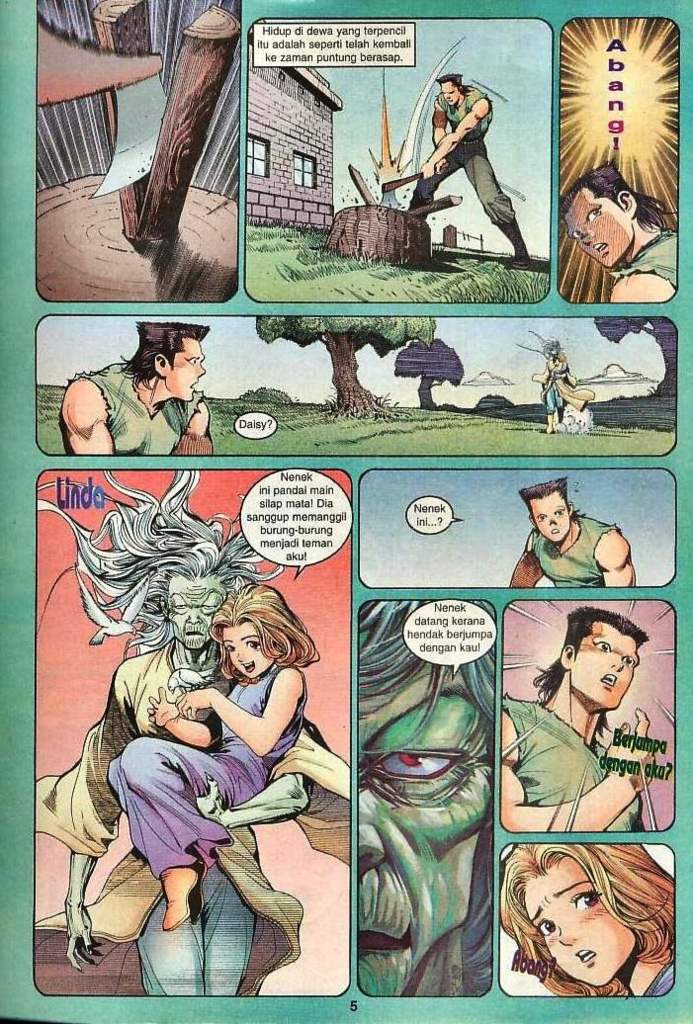 Hidup di dewa yang terpencil
itu adalah seperti telah kembali
ke zaman puntung berasap.
Abang!
Daisy?
Linda
Nenek
ini pandai main
silap mata! Dia
sanggup memanggil
burung-burung
menjadi teman
aku!
Nenek
ini...?
Nenek
datang kerana
hendak berjumpa
dengan kau!
Berjumpa
dengan aku?
Abang?
5